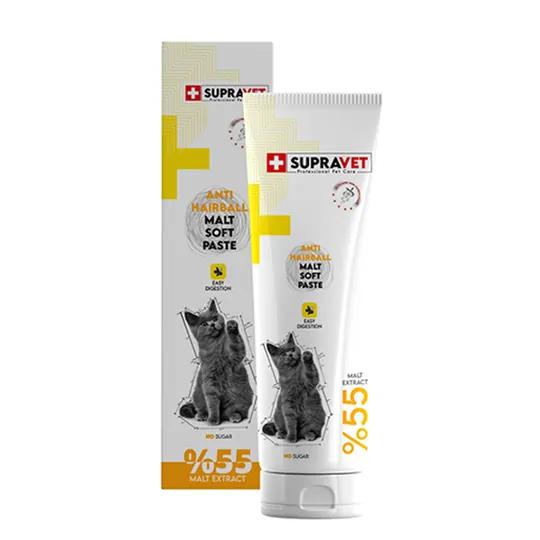 SUPRAVET
Professional Pet Care
ANTI
HAIRBALL
MALT
SOFT
PASTE
EASY
DIGESTION
NO SUGAR
%55
MALT EXTRACT
SUPRAVET
Professional Pet Care
ANTI
HAIRBALL
MALT
SOFT
PASTE
EASY
DIGESTION
NO SUGAR
MALT
EXTRACT
%55